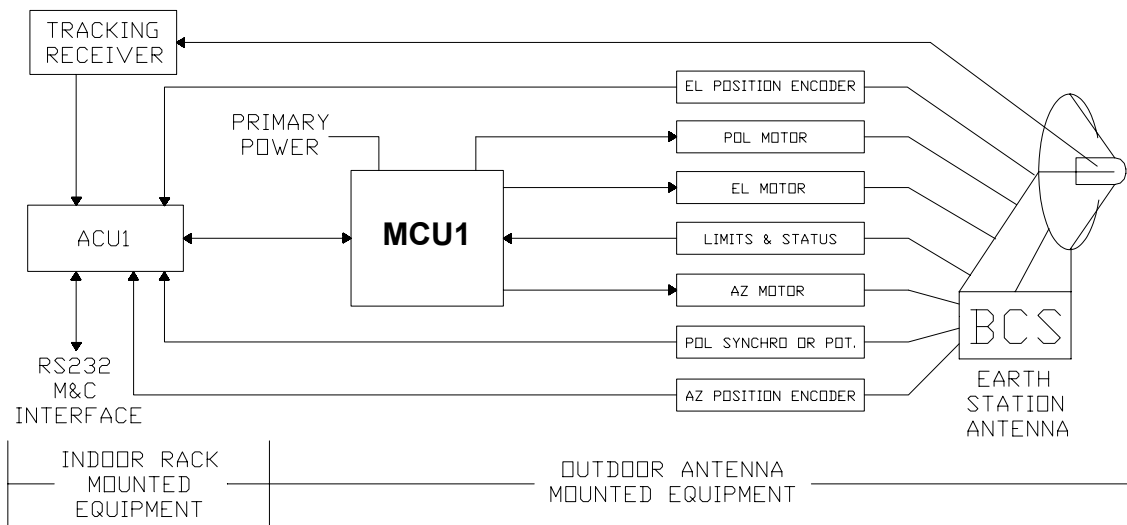 TRACKING
RECEIVER
EL POSITION ENCODER
PRIMARY
POWER
POL MOTOR
EL MOTOR
ACU1
MCU1
LIMITS & STATUS
AZ MOTOR
BCS
POL SYNCHRO OR POT.
RS232
M&C
INTERFACE
AZ POSITION ENCODER
EARTH
STATION
ANTENNA
INDOOR RACK
MOUNTED
EQUIPMENT
OUTDOOR ANTENNA
MOUNTED EQUIPMENT